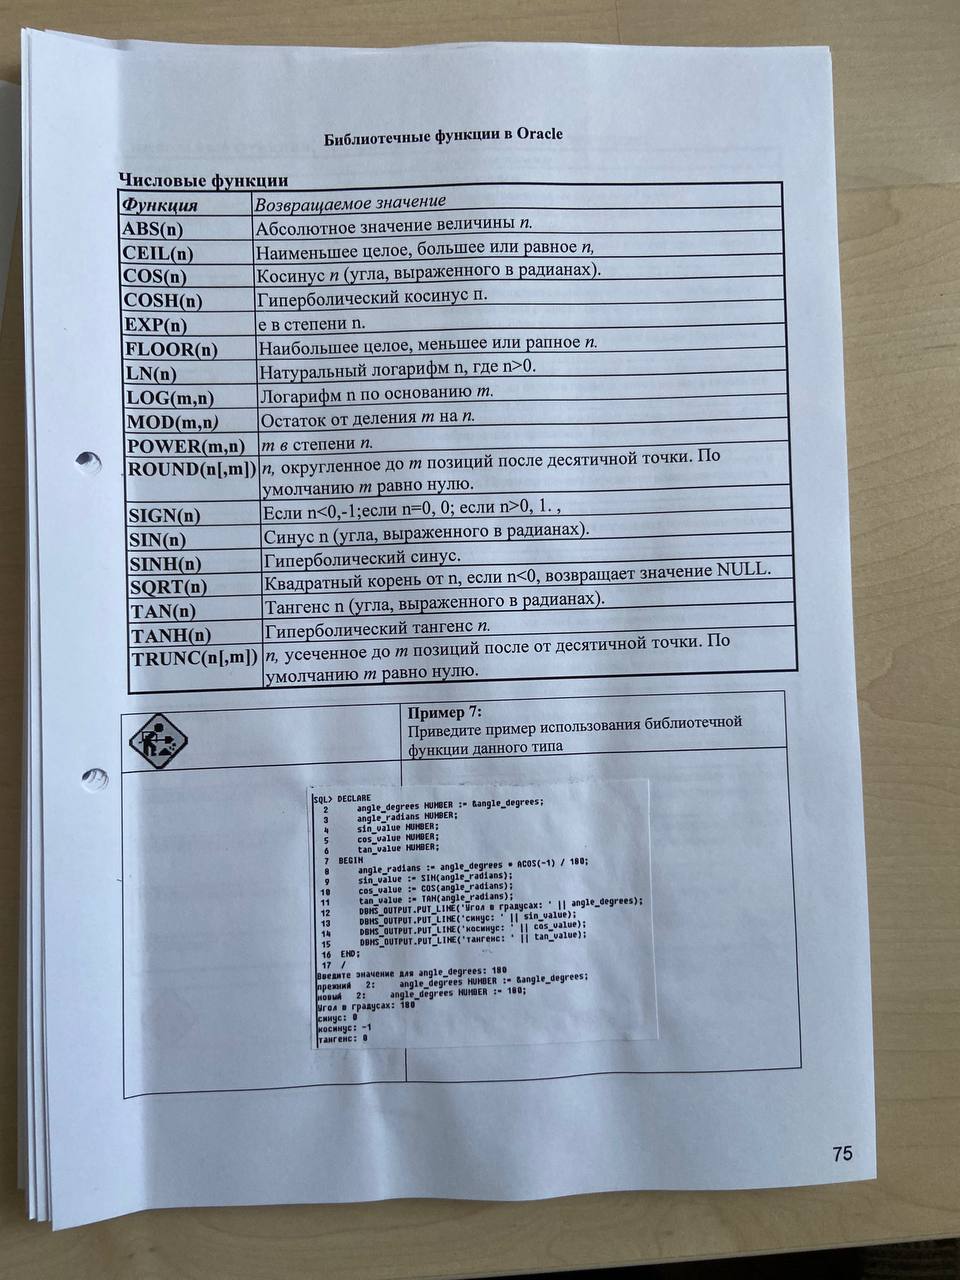 Библиотечные функции в Oracle
Числовые функции
Функция Возвращаемое значение
ABS(n) Абсолютное значение величины n.
CEIL(n) Наименьшее целое, большее или равное n,
COS(n) Косинус n (угла, выраженного в радианах).
COSH(n) Гиперболический косинус п.
EXP(n) е в степени n.
FLOOR(n) Наибольшее целое, меньшее или рапное n.
LN(n) Натуральный логарифм n, где n>0.
LOG(m,n) Логарифм n по основанию m.
MOD(m,n) Остаток от деления m на n.
POWER(m,n) m в степени n.
ROUND(n[,m]) n, округленное до m позиций после десятичной точки. По
умолчанию m равно нулю.
SIGN(n) Если n<0,-1;если n=0, 0; если n>0, 1. ,
SIN(n) Синус n (угла, выраженного в радианах).
SINH(n) Гиперболический синус.
SQRT(n) Квадратный корень от n, если n<0, возвращает значение NULL.
TAN(n) Тангенс n (угла, выраженного в радианах).
TANH(n) Гиперболический тангенс n.
TRUNC(n[,m]) n, усеченное до m позиций после от десятичной точки. По
умолчанию m равно нулю.
Пример 7:
Приведите пример использования библиотечной
функции данного типа
SQL> DECLARE
2 angle_degrees NUMBER := &angle_degrees;
3 angle_radians NUMBER;
4 sin_value NUMBER;
5 cos_value NUMBER;
6 tan_value NUMBER;
7 BEGIN
8 angle_radians := angle_degrees * ACOS(-1) / 180;
9 sin_value := SIN(angle_radians);
10 cos_value := COS(angle_radians);
11 tan_value := TAN(angle_radians);
12 DBMS_OUTPUT.PUT_LINE('Угол в градусах: ' || angle_degrees);
13 DBMS_OUTPUT.PUT_LINE('синус: ' || sin_value);
14 DBMS_OUTPUT.PUT_LINE('косинус: ' || cos_value);
15 DBMS_OUTPUT.PUT_LINE('тангенс: ' || tan_value);
16 END;
17 /
Введите значение для angle_degrees: 180
прежний 2: angle_degrees NUMBER := &angle_degrees;
новый 2: angle_degrees NUMBER := 180;
Угол в градусах: 180
синус: 0
косинус: -1
тангенс: 0
75